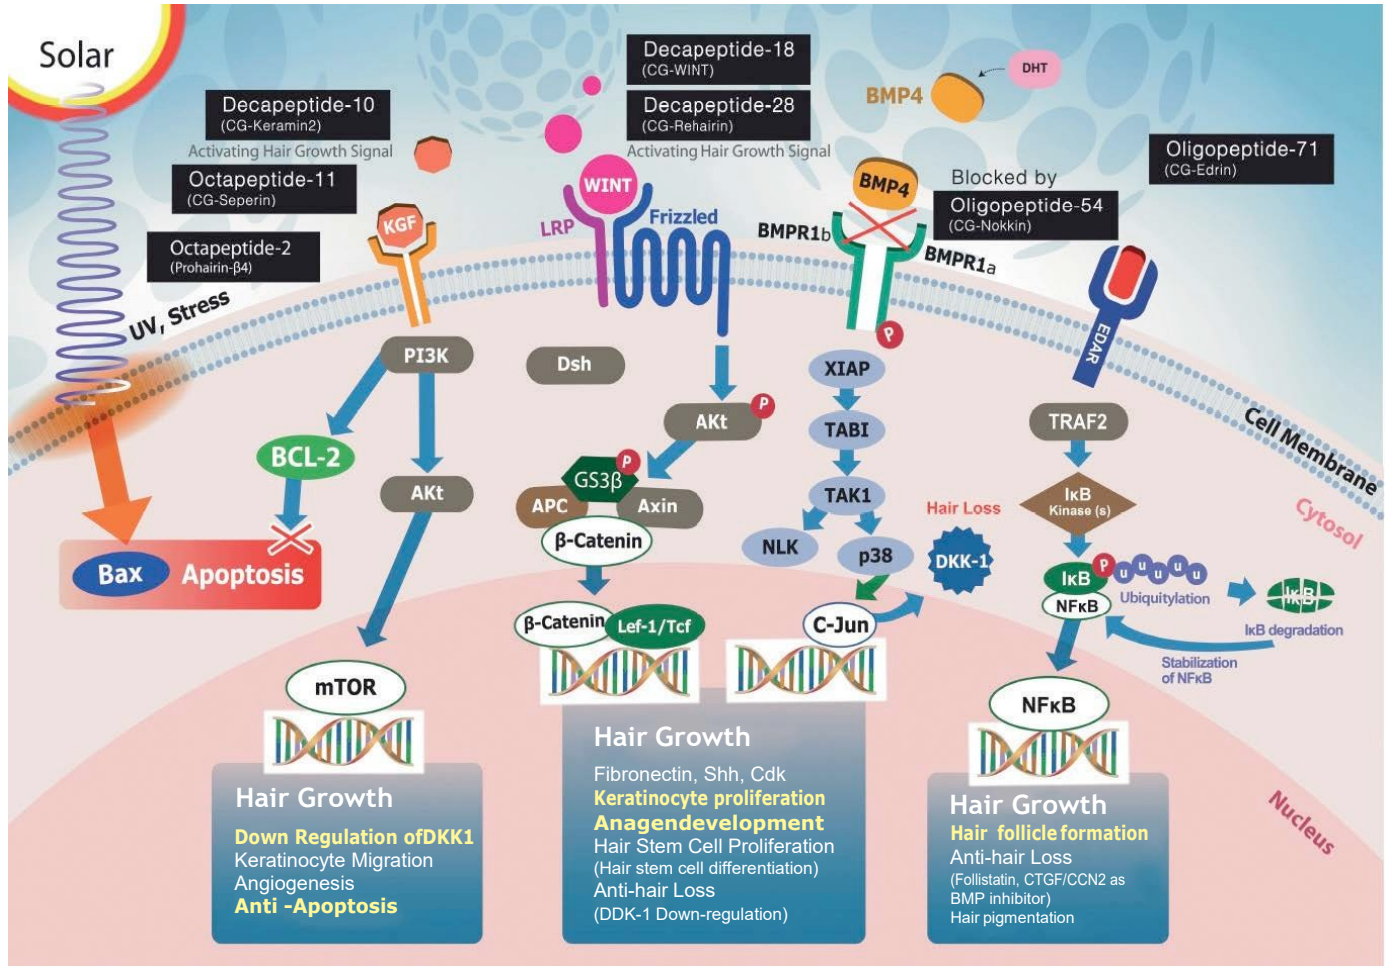 Solar
Decapeptide-10
(CG-Keramin2)
Activating Hair Growth Signal
Octapeptide-11
(CG-Seperin)
Octapeptide-2
(Prohairin-β4)
UV, Stress
KGF
PI3K
BCL-2
AKt
Bax
Apoptosis
mTOR
Hair Growth
Down Regulation ofDKK1
Keratinocyte Migration
Angiogenesis
Anti -Apoptosis
Decapeptide-18
(CG-WINT)
Decapeptide-28
(CG-Rehairin)
Activating Hair Growth Signal
WINT
LRP
Frizzled
Dsh
AKt
P
GS3β
P
APC
Axin
β-Catenin
β-Catenin
Lef-1/Tcf
Hair Growth
Fibronectin, Shh, Cdk
Keratinocyte proliferation
Anagendevelopment
Hair Stem Cell Proliferation
(Hair stem cell differentiation)
Anti-hair Loss
(DDK-1 Down-regulation)
BMP4
DHT
BMP4
Blocked by
Oligopeptide-54
(CG-Nokkin)
BMPR1b
BMPR1a
P
XIAP
TABI
TAK1
NLK
p38
Hair Loss
DKK-1
C-Jun
Oligopeptide-71
(CG-Edrin)
EDAR
TRAF2
IκB
Kinase (s)
IκB
P
u u u u u
NFκB
Ubiquitylation
IκB
IκB degradation
Stabilization
of NFκB
NFκB
Hair Growth
Hair follicle formation
Anti-hair Loss
(Follistatin, CTGF/CCN2 as
BMP inhibitor)
Hair pigmentation
Cell Membrane
Cytosol
Nucleus